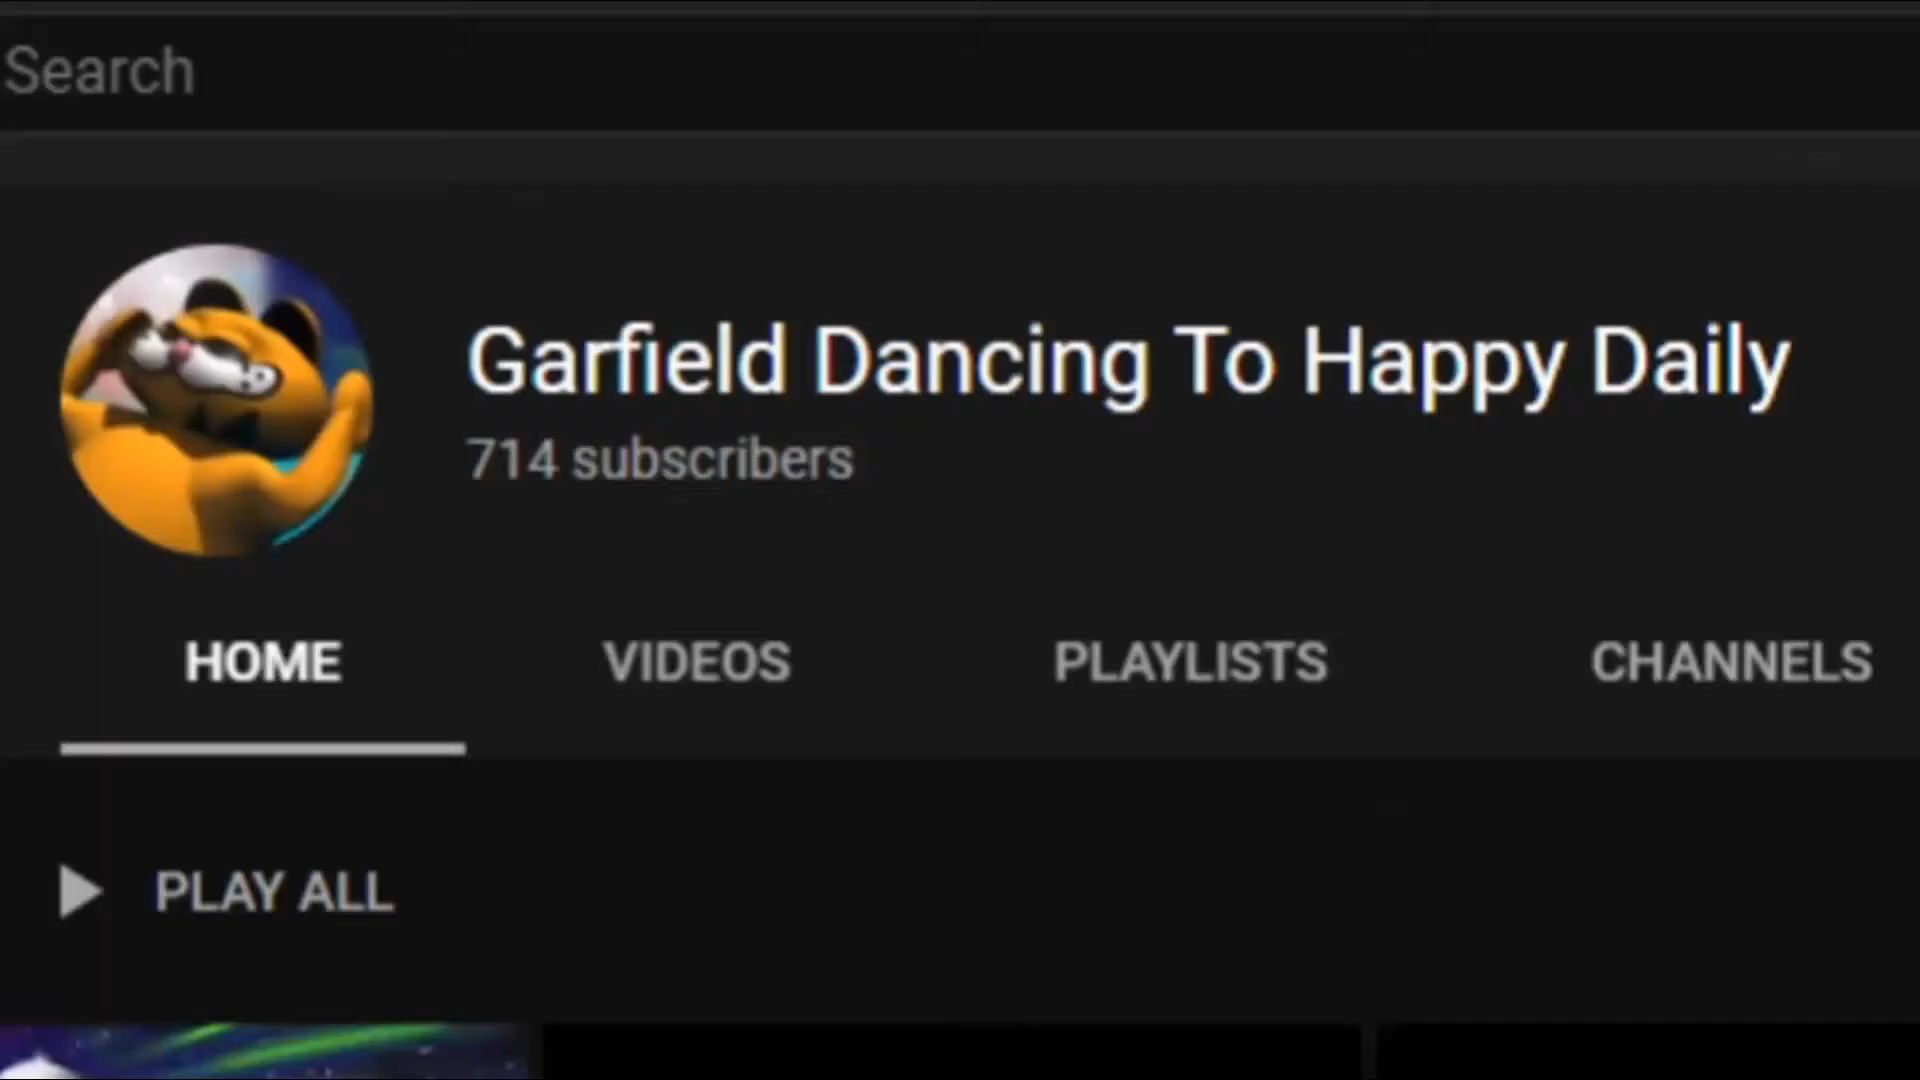 Search
Garfield Dancing To Happy Daily
714 subscribers
HOME VIDEOS PLAYLISTS CHANNELS
PLAY ALL